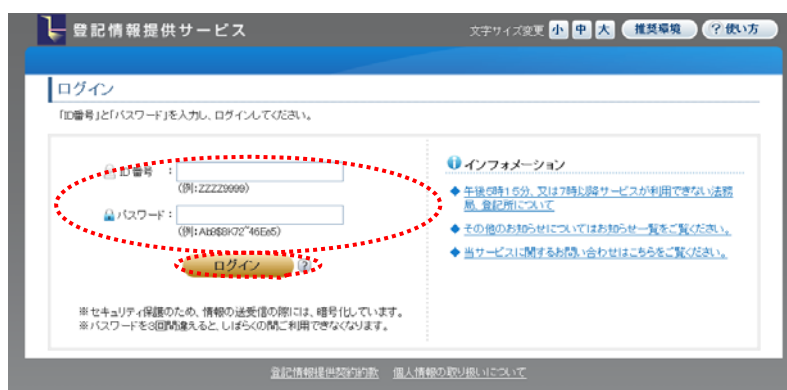 登記情報提供サービス
文字サイズ変更 小 中 大 推奨環境 ?使い方
ログイン
「ID番号」と「パスワード」を入力し、ログインしてください。
ID番号 :
(例:ZZZZ9999)
パスワード :
ログイン ?
※セキュリティ保護のため、情報の送受信の際には、暗号化しています。
※パスワードを3回間違えると、しばらくの間ご利用できなくなります。
インフォメーション
午後6時15分、又は7時以降サービスが利用できない法務
局、登記所について
その他のお知らせについてはお知らせ一覧をご覧ください。
当サービスに関するお問い合わせはこちらをご覧ください。
登記情報提供契約約款 個人情報の取り扱いについて